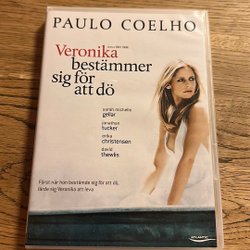 PAULO COELHO
Veronika
bestämmer
sig för
att dö
sarah michelle
gellar
jonathan
tucker
erika
christensen
david
thewlis
Först när hon bestämde sig för att dö,
lärde sig Veronika att leva
ATLANTIC